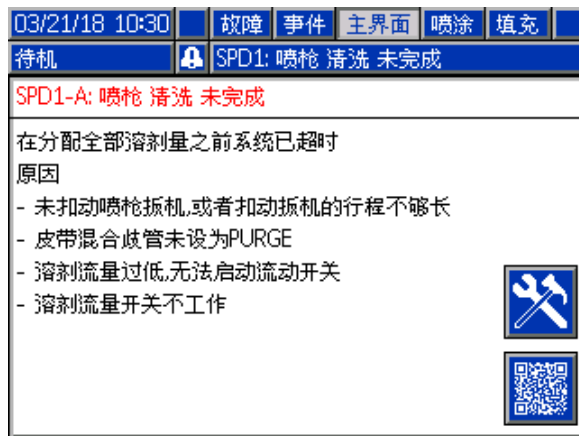 03/21/18 10:30 故障 事件 主界面 喷涂 填充
待机 SPD1: 喷枪 清洗 未完成
SPD1-A: 喷枪 清洗 未完成
在分配全部溶剂量之前系统已超时
原因
- 未扣动喷枪扳机,或者扣动扳机的行程不够长
- 皮带混合歧管未设为PURGE
- 溶剂流量过低,无法启动流动开关
- 溶剂流量开关不工作